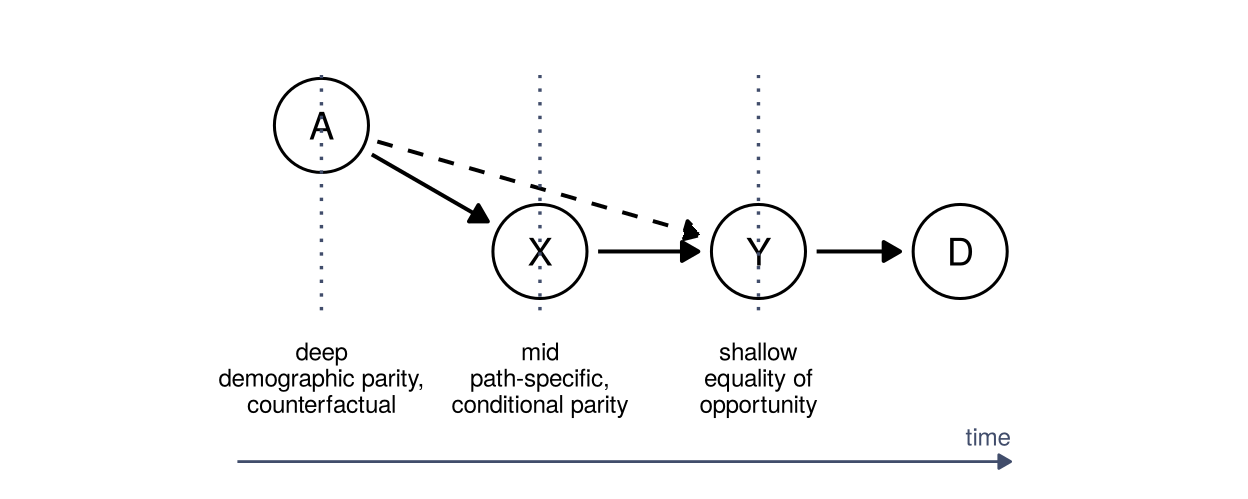 A
X
Y
D
deep
demographic parity,
counterfactual
mid
path-specific,
conditional parity
shallow
equality of
opportunity
time